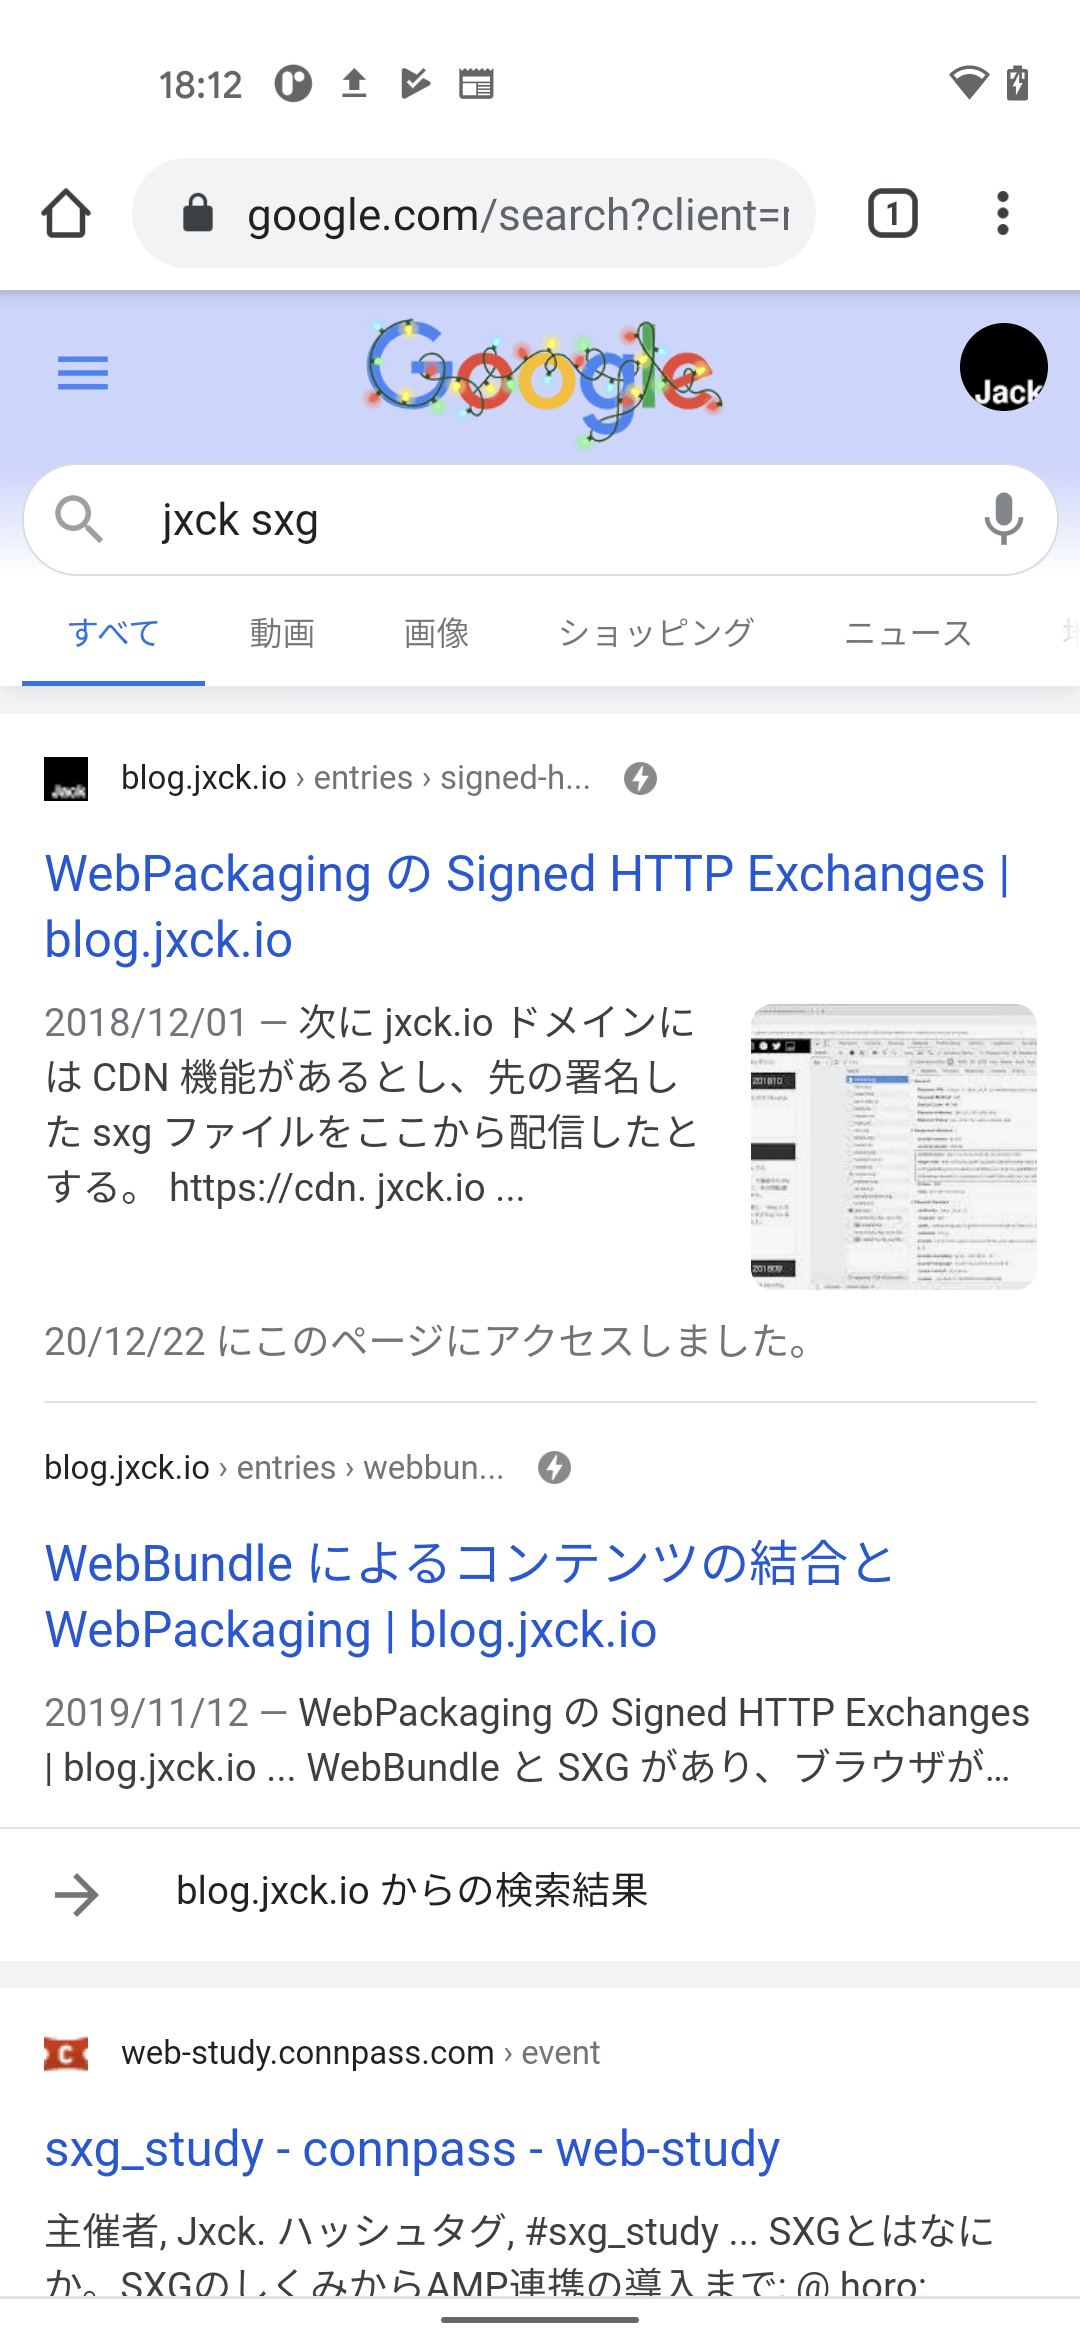 18:12
google.com/search?client=
1
Google
Jack
jxck sxg
すべて 動画 画像 ショッピング ニュース
Jack
blog.jxck.io › entries › signed-h...
WebPackaging の Signed HTTP Exchanges |
blog.jxck.io
2018/12/01 — 次に jxck.io ドメインに
は CDN 機能があるとし、先の署名し
た sxg ファイルをここから配信したと
する。 https://cdn. jxck.io ...
201810
201809
20/12/22 にこのページにアクセスしました。
blog.jxck.io › entries › webbun...
WebBundle によるコンテンツの結合と
WebPackaging | blog.jxck.io
2019/11/12 — WebPackaging の Signed HTTP Exchanges
| blog.jxck.io ... WebBundle と SXG があり、ブラウザが...
blog.jxck.io からの検索結果
C
web-study.connpass.com › event
sxg_study - connpass - web-study
主催者, Jxck. ハッシュタグ, #sxg_study ... SXGとはなに
か。SXGのしくみからAMP連携の導入まで: @ horo: